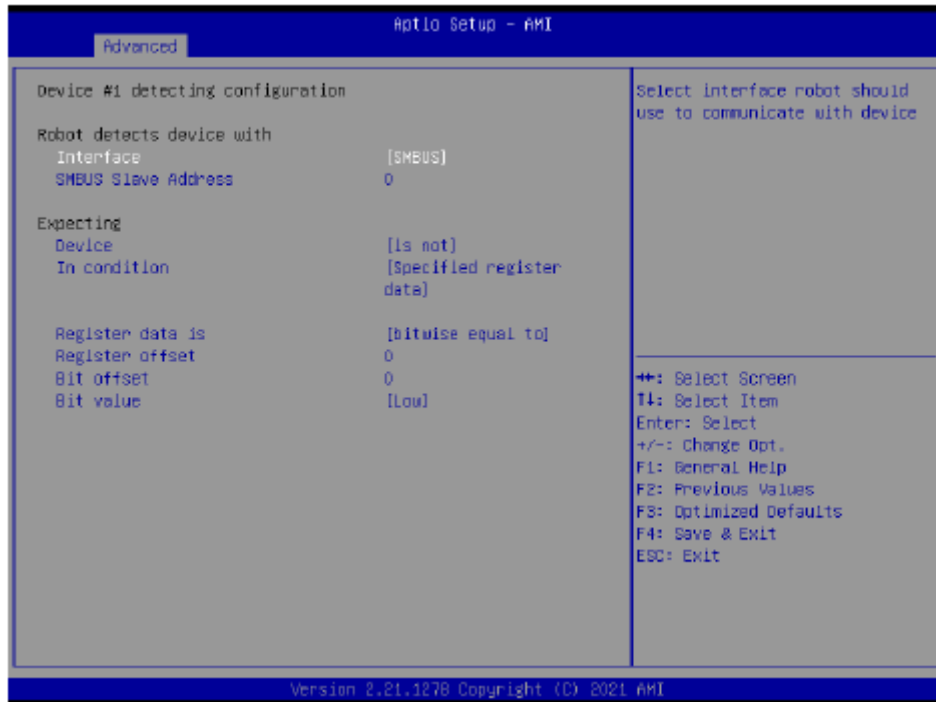 Aptio Setup - AMI
Advanced
Device #1 detecting configuration
Robot detects device with
Interface [SMBUS]
SMBUS Slave Address 0
Expecting
Device [is not]
In condition [Specified register
data]
Register data is [bitwise equal to]
Register offset 0
Bit offset 0
Bit value [Low]
Select interface robot should
use to communicate with device
→←: Select Screen
↑↓: Select Item
Enter: Select
+/-: Change Opt.
F1: General Help
F2: Previous Values
F3: Optimized Defaults
F4: Save & Exit
ESC: Exit
Version 2.21.1278 Copyright (C) 2021 AMI